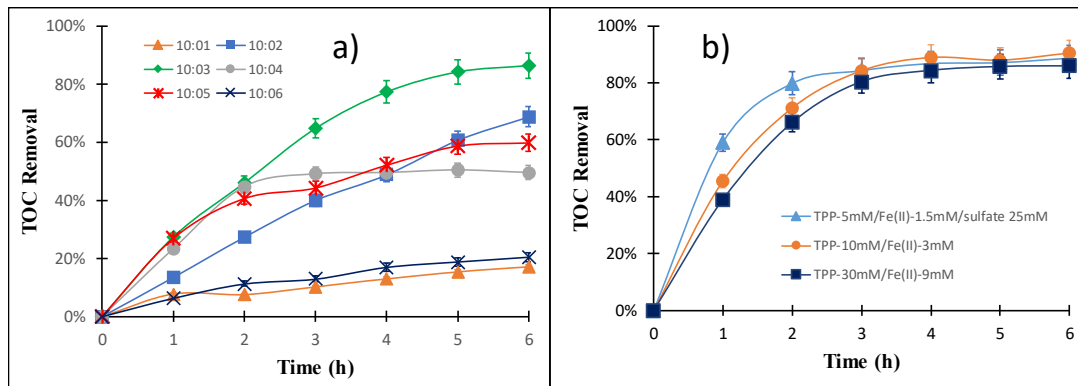 a)
TOC Removal
100%
80%
60%
40%
20%
0%
10:01 10:02
10:03 10:04
10:05 10:06
0 1 2 3 4 5 6
Time (h)
b)
TOC Removal
100%
80%
60%
40%
20%
0%
TPP-5mM/Fe(II)-1.5mM/sulfate 25mM
TPP-10mM/Fe(II)-3mM
TPP-30mM/Fe(II)-9mM
0 1 2 3 4 5 6
Time (h)